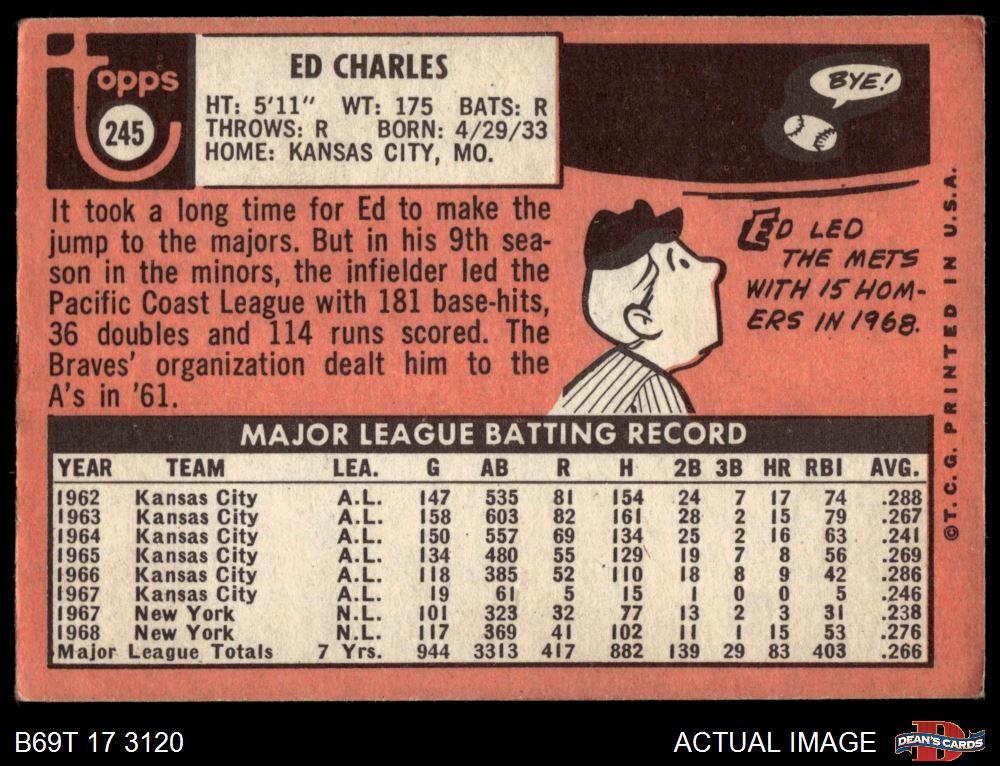 Topps
245
ED CHARLES
HT: 5'11" WT: 175 BATS: R
THROWS: R BORN: 4/29/33
HOME: KANSAS CITY, MO.
BYE!
It took a long time for Ed to make the
jump to the majors. But in his 9th sea-
son in the minors, the infielder led the
Pacific Coast League with 181 base-hits,
36 doubles and 114 runs scored. The
Braves' organization dealt him to the
A's in '61.
ED LED
THE METS
WITH 15 HOM-
ERS IN 1968.
©T.C.G. PRINTED IN U.S.A.
MAJOR LEAGUE BATTING RECORD
YEAR TEAM LEA. G AB R H 2B 3B HR RBI AVG.
1962 Kansas City A.L. 147 535 81 154 24 7 17 74 .288
1963 Kansas City A.L. 158 603 82 161 28 2 15 79 .267
1964 Kansas City A.L. 150 557 69 134 25 2 16 63 .241
1965 Kansas City A.L. 134 480 55 129 19 7 8 56 .269
1966 Kansas City A.L. 118 385 52 110 18 8 9 42 .286
1967 Kansas City A.L. 19 61 5 15 1 0 0 5 .246
1967 New York N.L. 101 323 32 77 13 2 3 31 .238
1968 New York N.L. 117 369 41 102 11 1 15 53 .276
Major League Totals 7 Yrs. 944 3313 417 882 139 29 83 403 .266
B69T 17 3120
ACTUAL IMAGE
DEAN'S CARDS